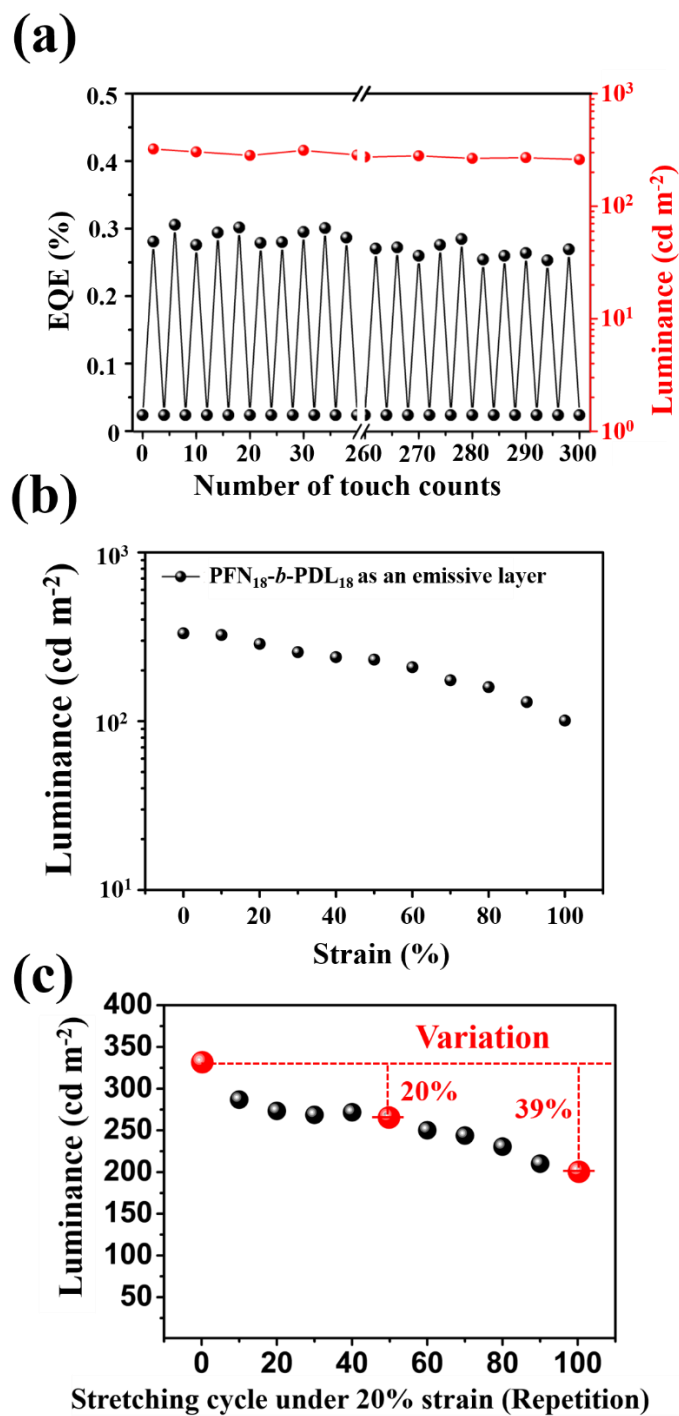 (a)
0.5
0.4
0.3
0.2
0.1
0
EQE (%)
10³
10²
10¹
10⁰
Luminance (cd m⁻²)
0 10 20 30 260 270 280 290 300
Number of touch counts
(b)
10³
10²
10¹
Luminance (cd m⁻²)
PFN₁₈-b-PDL₁₈ as an emissive layer
0 20 40 60 80 100
Strain (%)
(c)
400
350
300
250
200
150
100
50
Luminance (cd m⁻²)
Variation
20%
39%
0 20 40 60 80 100
Stretching cycle under 20% strain (Repetition)